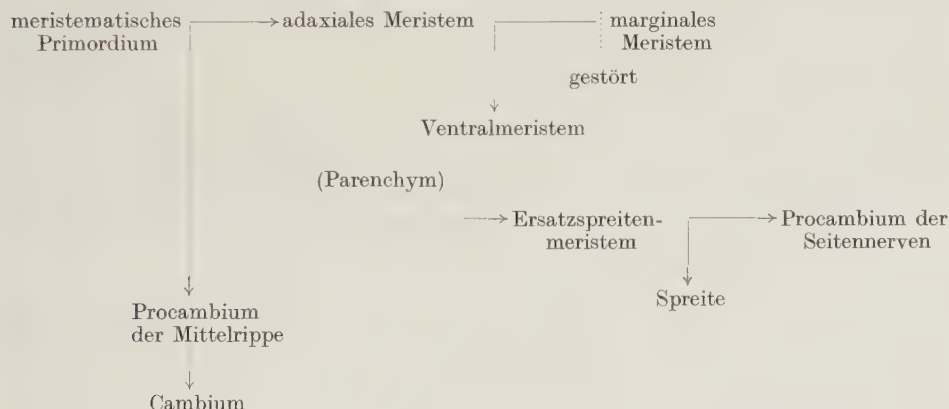 meristematisches
Primordium
adaxiales Meristem
marginales
Meristem
gestört
Ventralmeristem
(Parenchym)
Ersatzspreiten-
meristem
Procambium der
Seitennerven
Spreite
Procambium
der Mittelrippe
Cambium